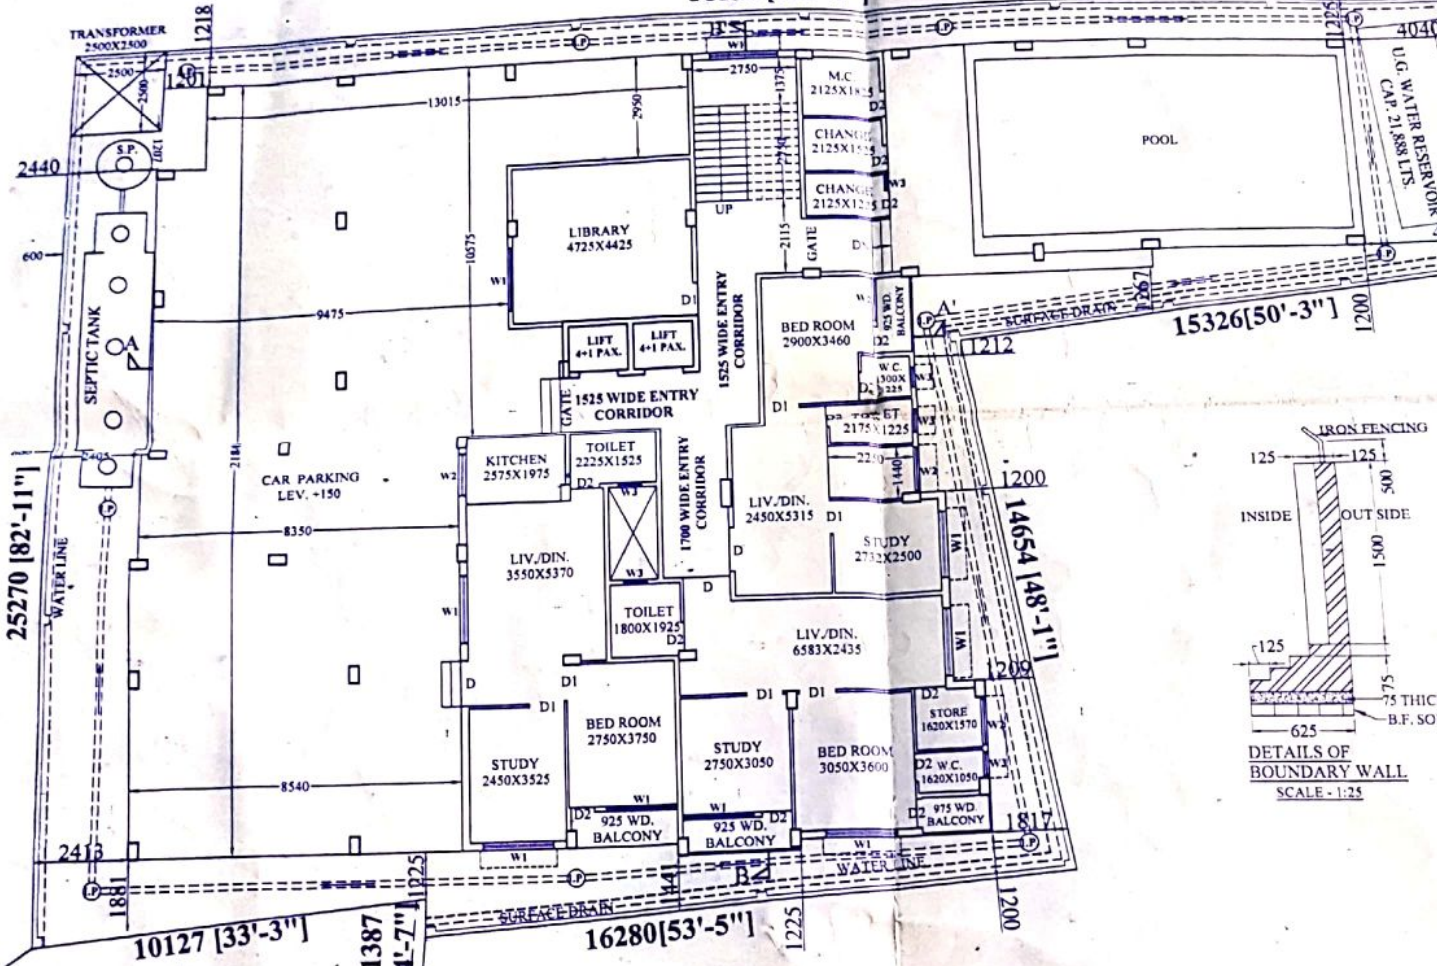 TRANSFORMER
2500X2500
2500
2500
1218
1201
1207
S.P.
2440
600
SEPTIC TANK
A
2405
WATER LINE
25270 [82'-11"]
I.P
13015
2950
10575
9475
2184
CAR PARKING
LEV. +150
8350
8540
2413
1881
10127 [33'-3"]
1225
1387
W1
2750
1375
UP
2115
GATE
M.C.
D2
D2
W3
D2
LIBRARY
4725X4425
W1
D1
LIFT
4+1 PAX.
LIFT
4+1 PAX.
GATE
1525 WIDE ENTRY
CORRIDOR
1525 WIDE ENTRY
CORRIDOR
1700 WIDE ENTRY
CORRIDOR
KITCHEN
2575X1975
W2
TOILET
2225X1525
D2
W3
W3
LIV./DIN.
3550X5370
W1
TOILET
1800X1925
D2
D
D1
D1
STUDY
2450X3525
W1
BED ROOM
2750X3750
W1
D2
925 WD.
BALCONY
BED ROOM
2900X3460
925 WD.
BALCONY
D2
W.C.
D1
2175X1225
2250
1440
W2
LIV./DIN.
2450X5315
D1
D
STUDY
2732X2500
W1
D
LIV./DIN.
6583X2435
W1
D1
D1
D2
STUDY
2750X3050
W1
D2
925 WD.
BALCONY
BED ROOM
3050X3600
W1
STORE
1620X1570
D2
W.C.
1620X1050
D2
975 WD.
BALCONY
1817
WATER LINE
SURFACE DRAIN
441
16280[53'-5"]
1225
1200
POOL
1225
4040
U.G. WATER RESERVOIR
CAP. 21,888 LTS.
A'
SURFACE DRAIN
1267
15326[50'-3"]
1200
1212
1200
14654 [48'-1"]
1209
IRON FENCING
125
125
500
INSIDE
OUT SIDE
1500
125
75
625
DETAILS OF
BOUNDARY WALL
SCALE - 1:25